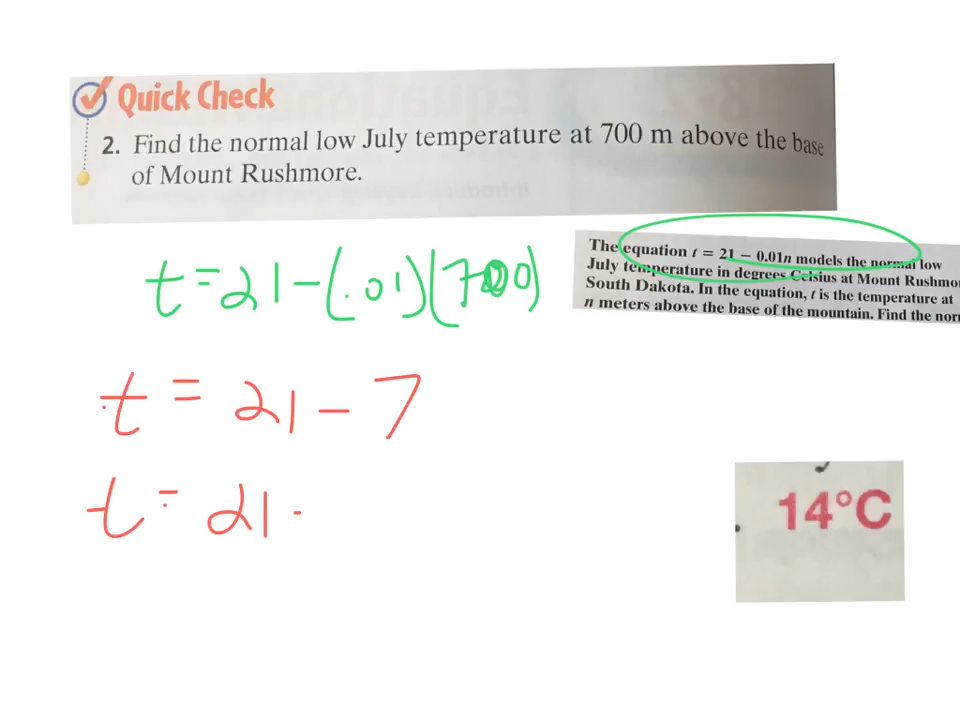 Quick Check
2. Find the normal low July temperature at 700 m above the base
of Mount Rushmore.
t = 21 - (.01)(700)
The equation t = 21 – 0.01n models the normal low
July temperature in degrees Celsius at Mount Rushmo
South Dakota. In the equation, t is the temperature at
n meters above the base of the mountain. Find the nor
t = 21 - 7
t = 21 -
14°C